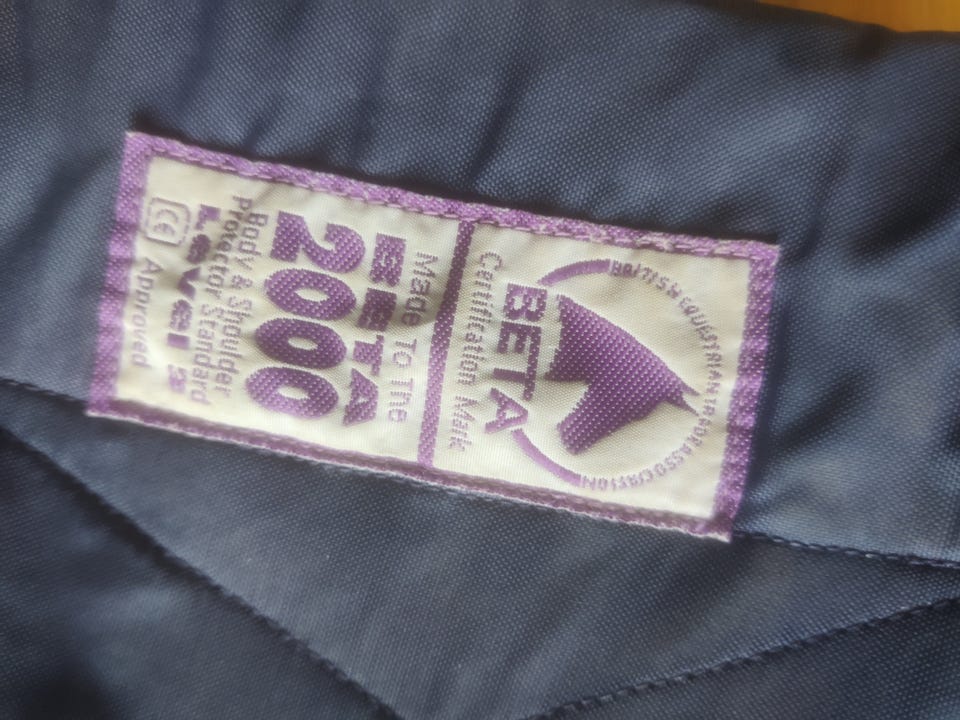 BRITISH EQUESTRIAN TRADE ASSOCIATION
BETA
Certification Mark
Made To The
BETA
2000
Body & Shoulder
Protector Standard
Level
CE Approved